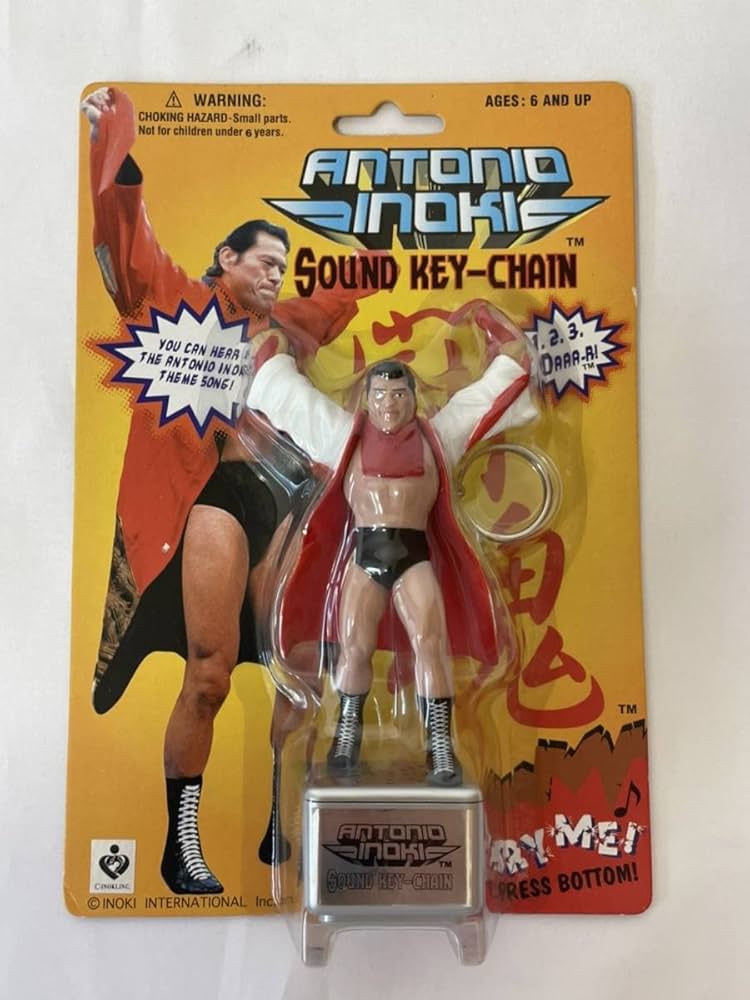 WARNING:
CHOKING HAZARD-Small parts.
Not for children under 6 years.
AGES: 6 AND UP
ANTONIO
INOKI
TM
SOUND KEY-CHAIN
YOU CAN HEAR
THE ANTONIO INOKI
THEME SONG!
1. 2. 3.
DAAA-A!
TM
TM
ANTONIO
INOKI
TM
SOUND KEY-CHAIN
TRY ME!
PRESS BOTTOM!
© INOKI INTERNATIONAL Inc.